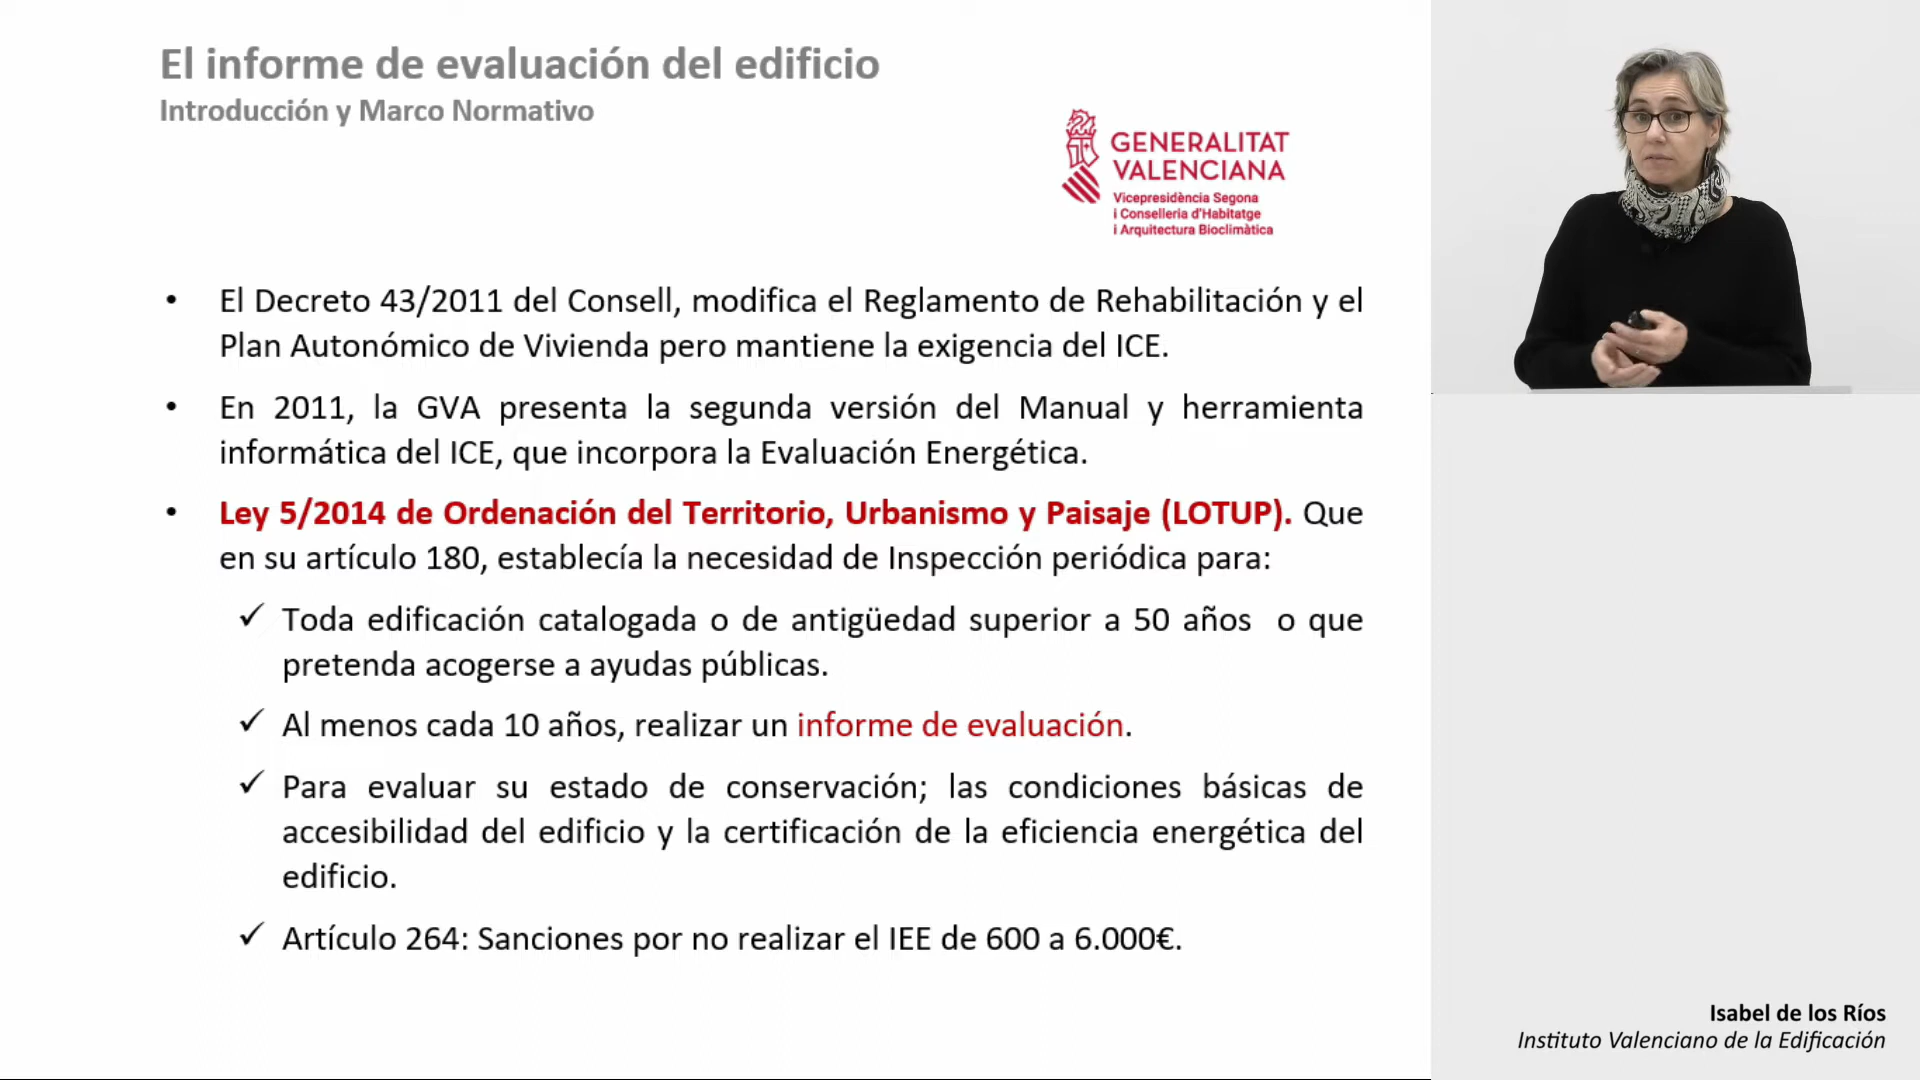 El informe de evaluación del edificio
Introducción y Marco Normativo
GENERALITAT
VALENCIANA
Vicepresidència Segona
i Conselleria d'Habitatge
i Arquitectura Bioclimàtica
• El Decreto 43/2011 del Consell, modifica el Reglamento de Rehabilitación y el
Plan Autonómico de Vivienda pero mantiene la exigencia del ICE.
• En 2011, la GVA presenta la segunda versión del Manual y herramienta
informática del ICE, que incorpora la Evaluación Energética.
• Ley 5/2014 de Ordenación del Territorio, Urbanismo y Paisaje (LOTUP). Que
en su artículo 180, establecía la necesidad de Inspección periódica para:
✓ Toda edificación catalogada o de antigüedad superior a 50 años o que
pretenda acogerse a ayudas públicas.
✓ Al menos cada 10 años, realizar un informe de evaluación.
✓ Para evaluar su estado de conservación; las condiciones básicas de
accesibilidad del edificio y la certificación de la eficiencia energética del
edificio.
✓ Artículo 264: Sanciones por no realizar el IEE de 600 a 6.000€.
Isabel de los Ríos
Instituto Valenciano de la Edificación